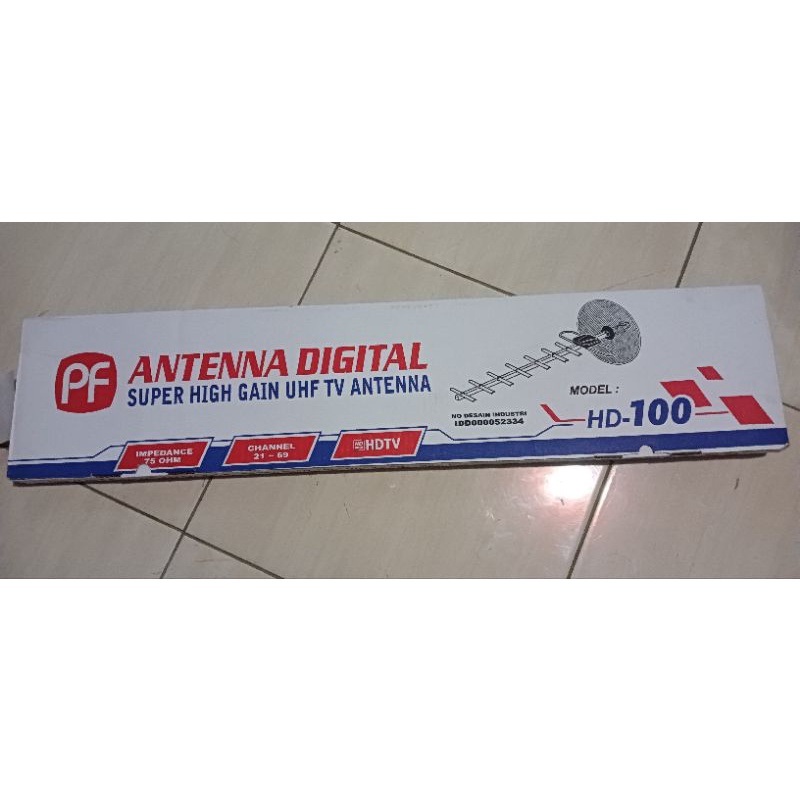 PF
ANTENNA DIGITAL
SUPER HIGH GAIN UHF TV ANTENNA
IMPEDANCE
75 OHM
CHANNEL
21 - 69
HDTV
NO DESAIN INDUSTRI
IDD000052334
MODEL :
HD-100